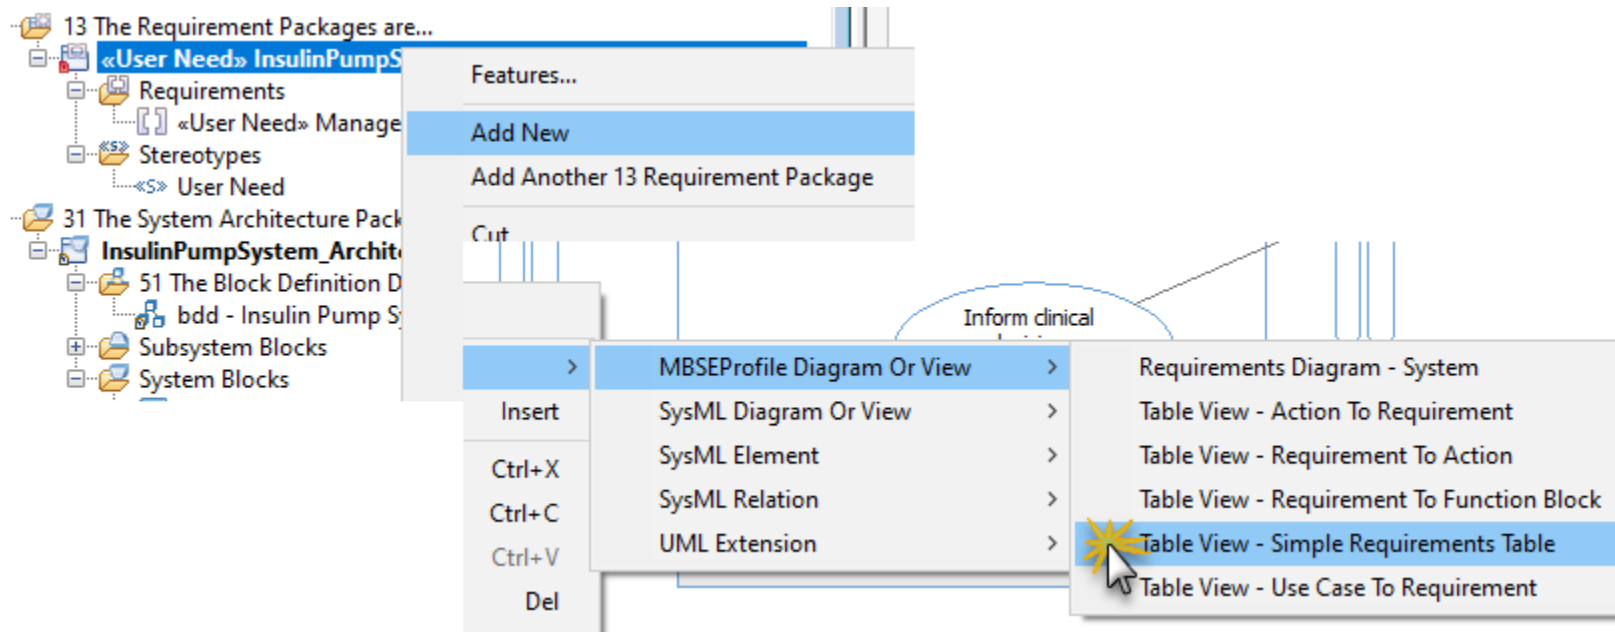 13 The Requirement Packages are...
«User Need» InsulinPumpS
Requirements
«User Need» Manage
«S»
Stereotypes
«S» User Need
31 The System Architecture Pack
InsulinPumpSystem_Archit
51 The Block Definition D
bdd - Insulin Pump S
Subsystem Blocks
System Blocks
Features...
Add New
Add Another 13 Requirement Package
Cut
Inform clinical
Insert
Ctrl+X
Ctrl+C
Ctrl+V
Del
MBSEProfile Diagram Or View
SysML Diagram Or View
SysML Element
SysML Relation
UML Extension
Requirements Diagram - System
Table View - Action To Requirement
Table View - Requirement To Action
Table View - Requirement To Function Block
Table View - Simple Requirements Table
Table View - Use Case To Requirement